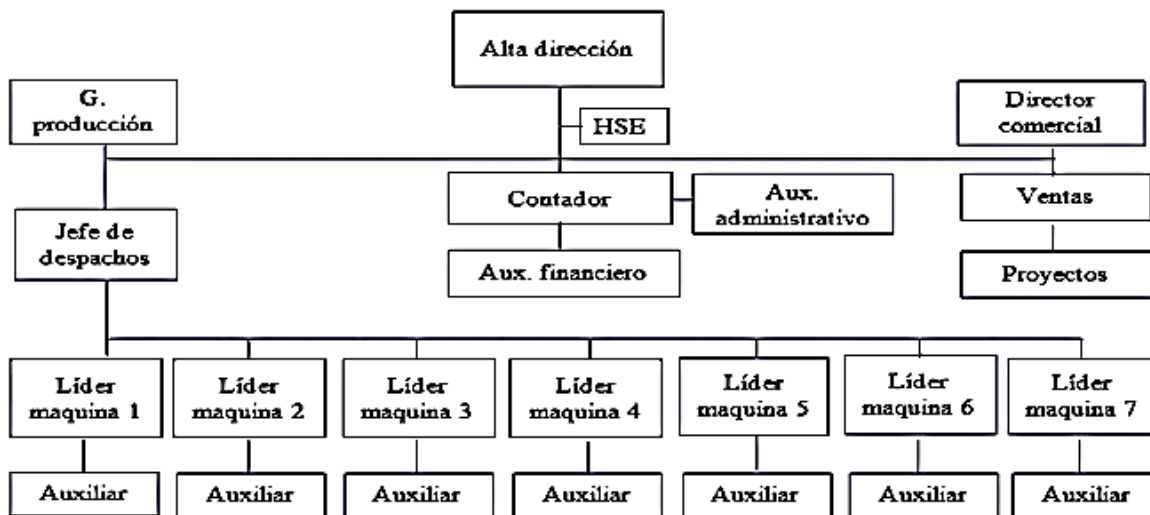 Alta dirección
G.
producción
HSE
Director
comercial
Contador
Aux.
administrativo
Ventas
Jefe de
despachos
Aux. financiero
Proyectos
Líder
maquina 1
Líder
maquina 2
Líder
maquina 3
Líder
maquina 4
Líder
maquina 5
Líder
maquina 6
Líder
maquina 7
Auxiliar
Auxiliar
Auxiliar
Auxiliar
Auxiliar
Auxiliar
Auxiliar